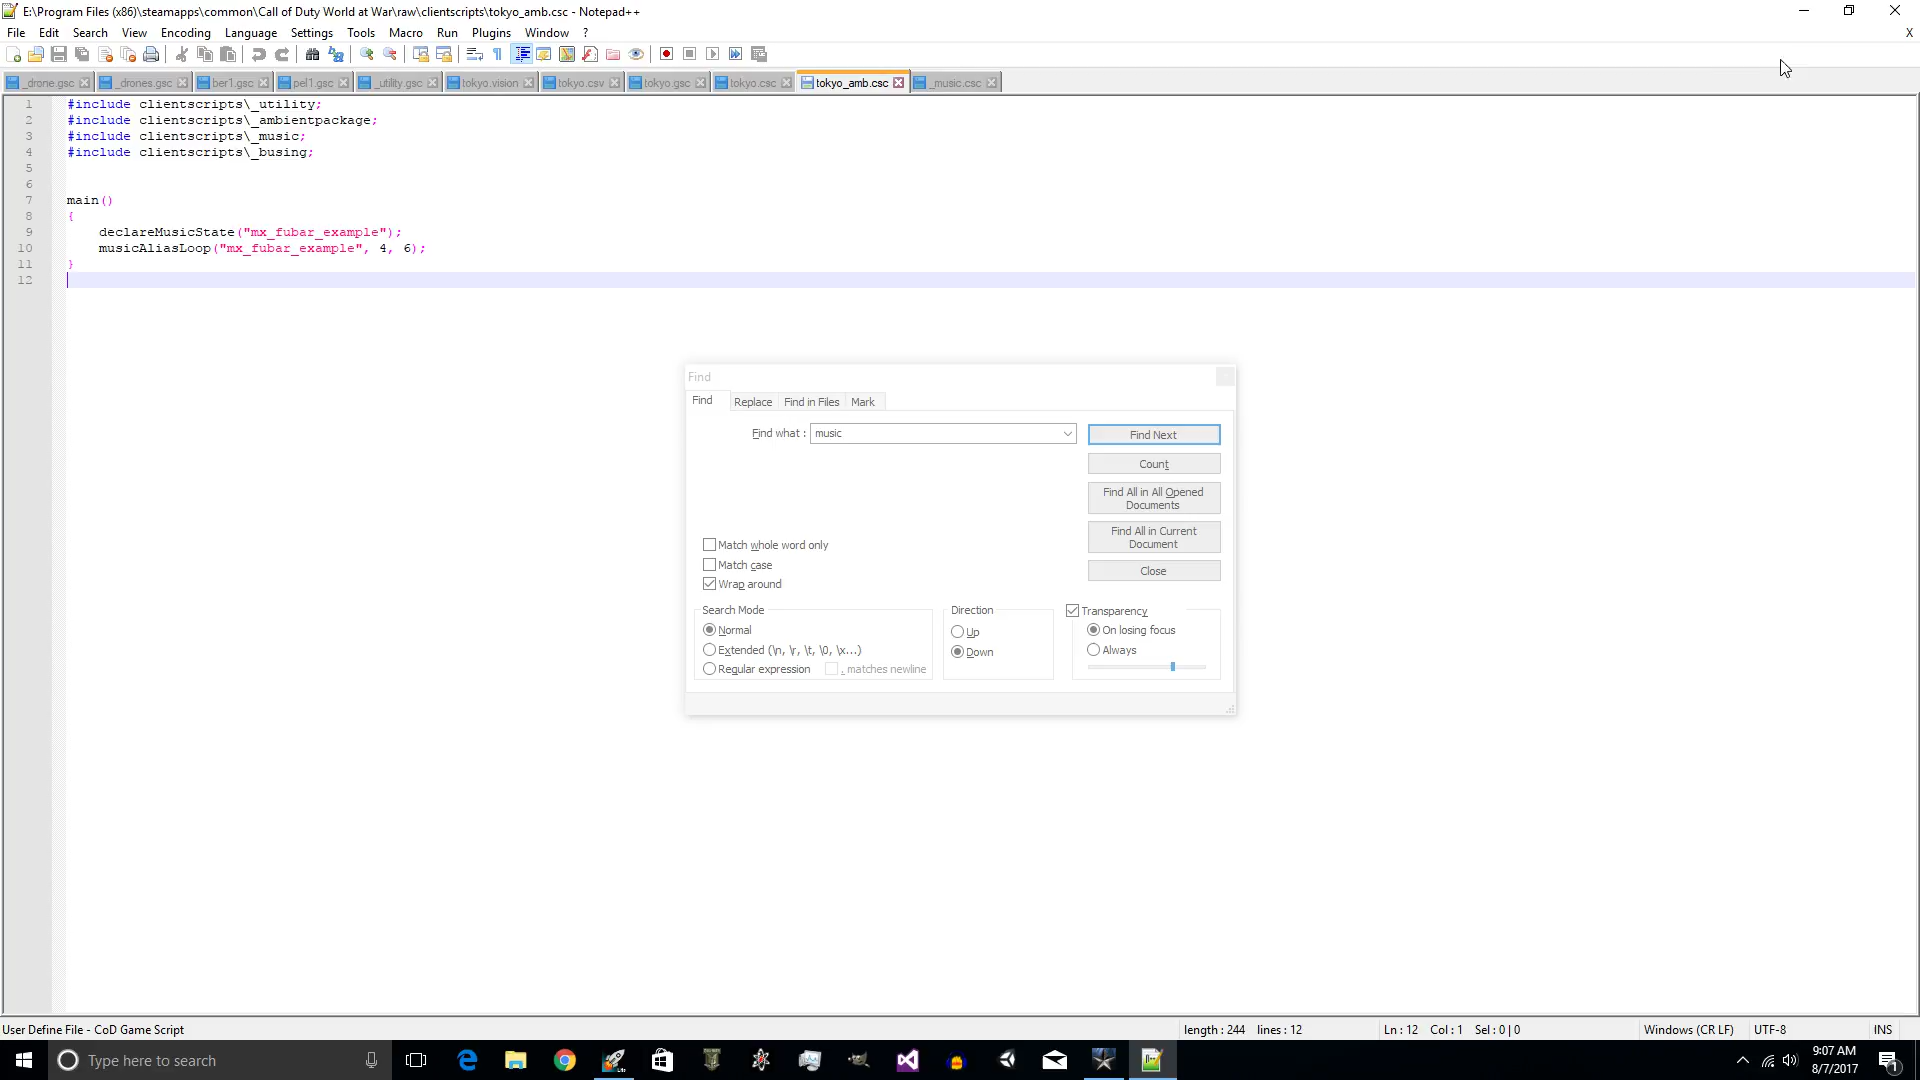 E:\Program Files (x86)\steamapps\common\Call of Duty World at War\raw\clientscripts\tokyo_amb.csc - Notepad++
File Edit Search View Encoding Language Settings Tools Macro Run Plugins Window ? X
_drone.gsc _drones.gsc ber1.gsc pel1.gsc _utility.gsc tokyo.vision tokyo.csv tokyo.gsc tokyo.csc tokyo_amb.csc _music.csc
1 #include clientscripts\_utility;
2 #include clientscripts\_ambientpackage;
3 #include clientscripts\_music;
4 #include clientscripts\_busing;
5
6
7 main()
8 {
9 declareMusicState("mx_fubar_example");
10 musicAliasLoop("mx_fubar_example", 4, 6);
11 }
12
Find
Find Replace Find in Files Mark
Find what : music Find Next
Count
Find All in All Opened
Documents
Find All in Current
Document
Match whole word only
Match case Close
Wrap around
Search Mode Direction Transparency
Normal Up On losing focus
Extended (\n, \r, \t, \0, \x...) Down Always
Regular expression . matches newline
User Define File - CoD Game Script length : 244 lines : 12 Ln : 12 Col : 1 Sel : 0 | 0 Windows (CR LF) UTF-8 INS
Type here to search 9:07 AM
8/7/2017
1